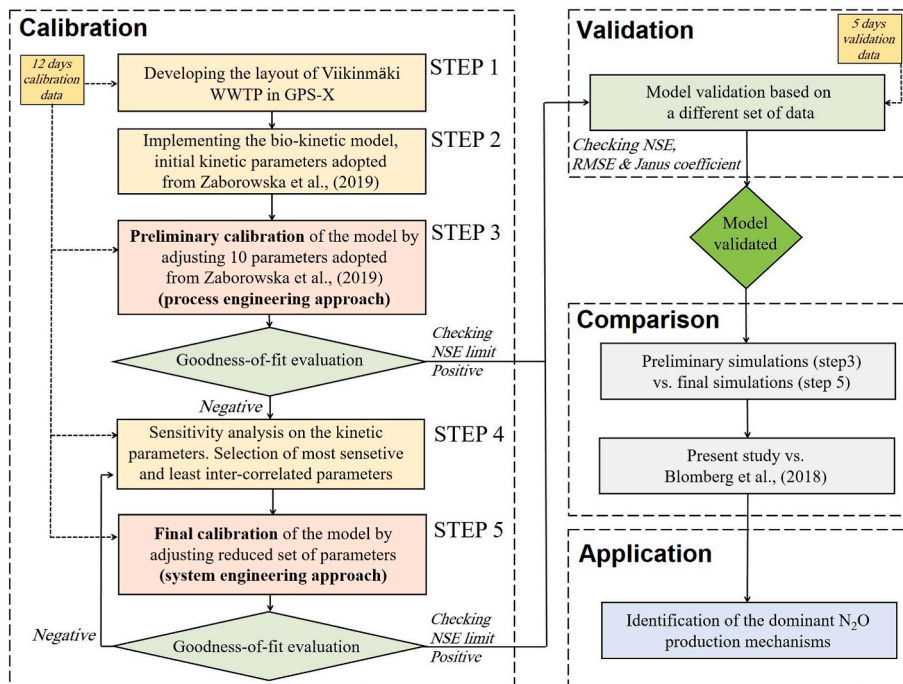 Calibration
12 days
calibration
data
Developing the layout of Viikinmäki
WWTP in GPS-X
STEP 1
Implementing the bio-kinetic model,
initial kinetic parameters adopted
from Zaborowska et al., (2019)
STEP 2
Preliminary calibration of the model by
adjusting 10 parameters adopted
from Zaborowska et al., (2019)
(process engineering approach)
STEP 3
Goodness-of-fit evaluation
Checking
NSE limit
Positive
Negative
Sensitivity analysis on the kinetic
parameters. Selection of most sensetive
and least inter-correlated parameters
STEP 4
Final calibration of the model by
adjusting reduced set of parameters
(system engineering approach)
STEP 5
Negative
Goodness-of-fit evaluation
Checking
NSE limit
Positive
Validation
5 days
validation
data
Model validation based on
a different set of data
Checking NSE,
RMSE & Janus coefficient
Model
validated
Comparison
Preliminary simulations (step3)
vs. final simulations (step 5)
Present study vs.
Blomberg et al., (2018)
Application
Identification of the dominant N₂O
production mechanisms